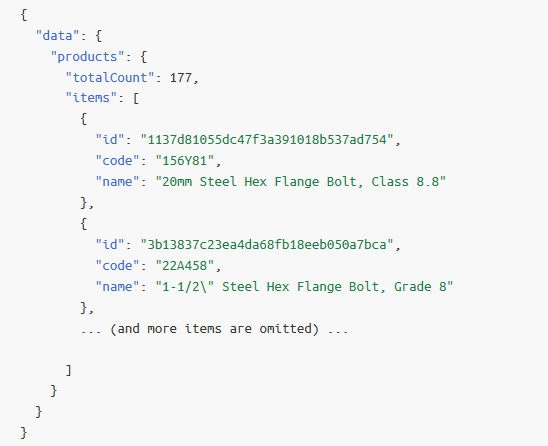 {
  "data": {
    "products": {
      "totalCount": 177,
      "items": [
        {
          "id": "1137d81055dc47f3a391018b537ad754",
          "code": "156Y81",
          "name": "20mm Steel Hex Flange Bolt, Class 8.8"
        },
        {
          "id": "3b13837c23ea4da68fb18eeb050a7bca",
          "code": "22A458",
          "name": "1-1/2\" Steel Hex Flange Bolt, Grade 8"
        },
        ... (and more items are omitted) ...
      ]
    }
  }
}